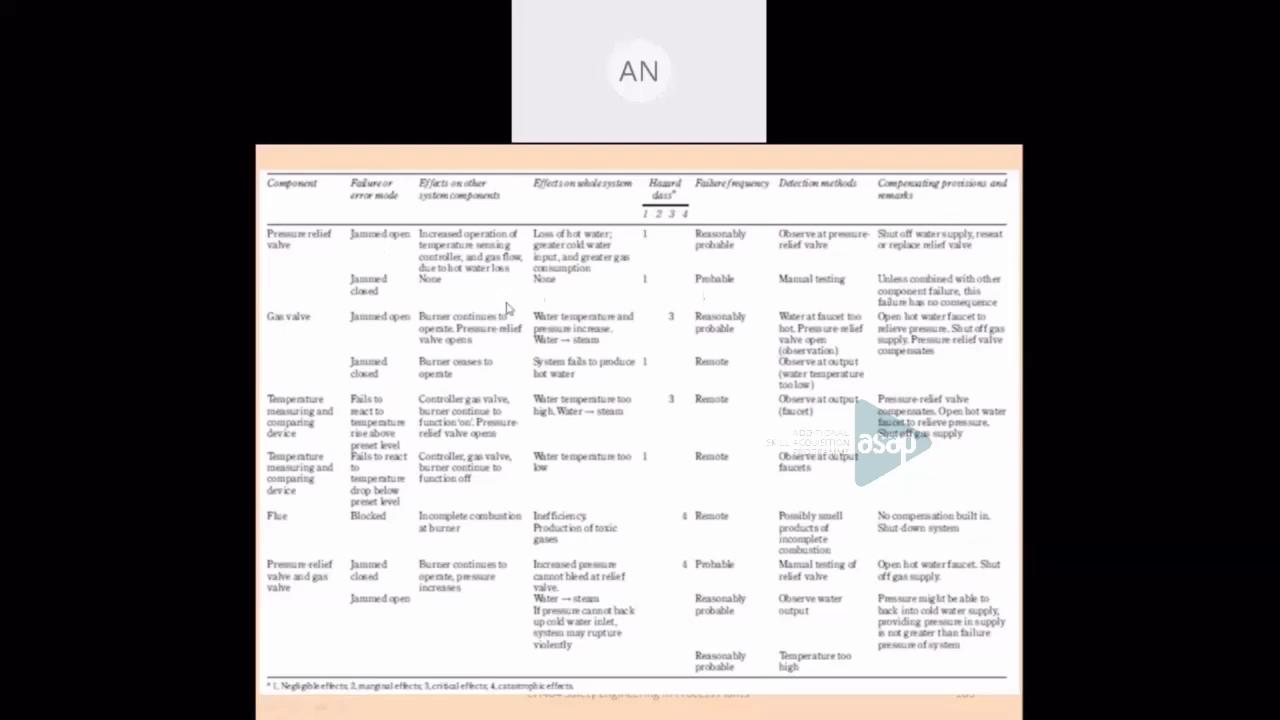 AN
Component Failure or Effects on other Effects on whole system Hazard Failure frequency Detection methods Compensating provisions and
error mode system components class* remarks
1 2 3 4
Pressure relief Jammed open Increased operation of Loss of hot water; 1 Reasonably Observe at pressure- Shut off water supply, reseat
valve temperature sensing greater cold water probable relief valve or replace relief valve
controller, and gas flow, input, and greater gas
due to hot water loss consumption
Jammed None None 1 Probable Manual testing Unless combined with other
closed component failure, this
failure has no consequence
Gas valve Jammed open Burner continues to Water temperature and 3 Reasonably Water at faucet too Open hot water faucet to
operate. Pressure-relief pressure increase. probable hot. Pressure-relief relieve pressure. Shut off gas
valve opens Water → steam valve open supply. Pressure relief valve
(observation) compensates
Jammed Burner ceases to System fails to produce 1 Remote Observe at output
closed operate hot water (water temperature
too low)
Temperature Fails to Controller gas valve, Water temperature too 3 Remote Observe at output Pressure-relief valve
measuring and react to burner continue to high. Water → steam (faucet) compensates. Open hot water
comparing temperature function 'on'. Pressure- faucet to relieve pressure.
device rise above relief valve opens Shut off gas supply
preset level
ADDITIONAL
SKILL ACQUISITION
PROGRAMME
asap
Temperature Fails to react Controller, gas valve, Water temperature too 1 Remote Observe at output
measuring and to burner continue to low faucets
comparing temperature function off
device drop below
preset level
Flue Blocked Incomplete combustion Inefficiency. 4 Remote Possibly smell No compensation built in.
at burner Production of toxic products of Shut-down system
gases incomplete
combustion
Pressure-relief Jammed Burner continues to Increased pressure 4 Probable Manual testing of Open hot water faucet. Shut
valve and gas closed operate, pressure cannot bleed at relief relief valve off gas supply.
valve increases valve.
Jammed open Water → steam Reasonably Observe water Pressure might be able to
If pressure cannot back probable output back into cold water supply,
up cold water inlet, providing pressure in supply
system may rupture is not greater than failure
violently pressure of system
Reasonably Temperature too
probable high
* 1, Negligible effects; 2, marginal effects; 3, critical effects; 4, catastrophic effects.